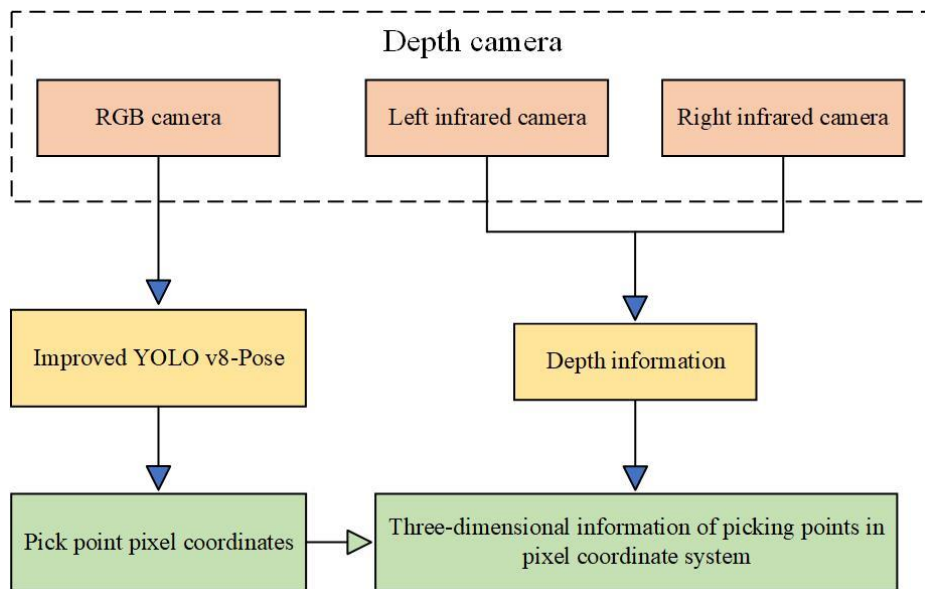 Depth camera
RGB camera
Left infrared camera
Right infrared camera
Improved YOLO v8-Pose
Depth information
Pick point pixel coordinates
Three-dimensional information of picking points in
pixel coordinate system